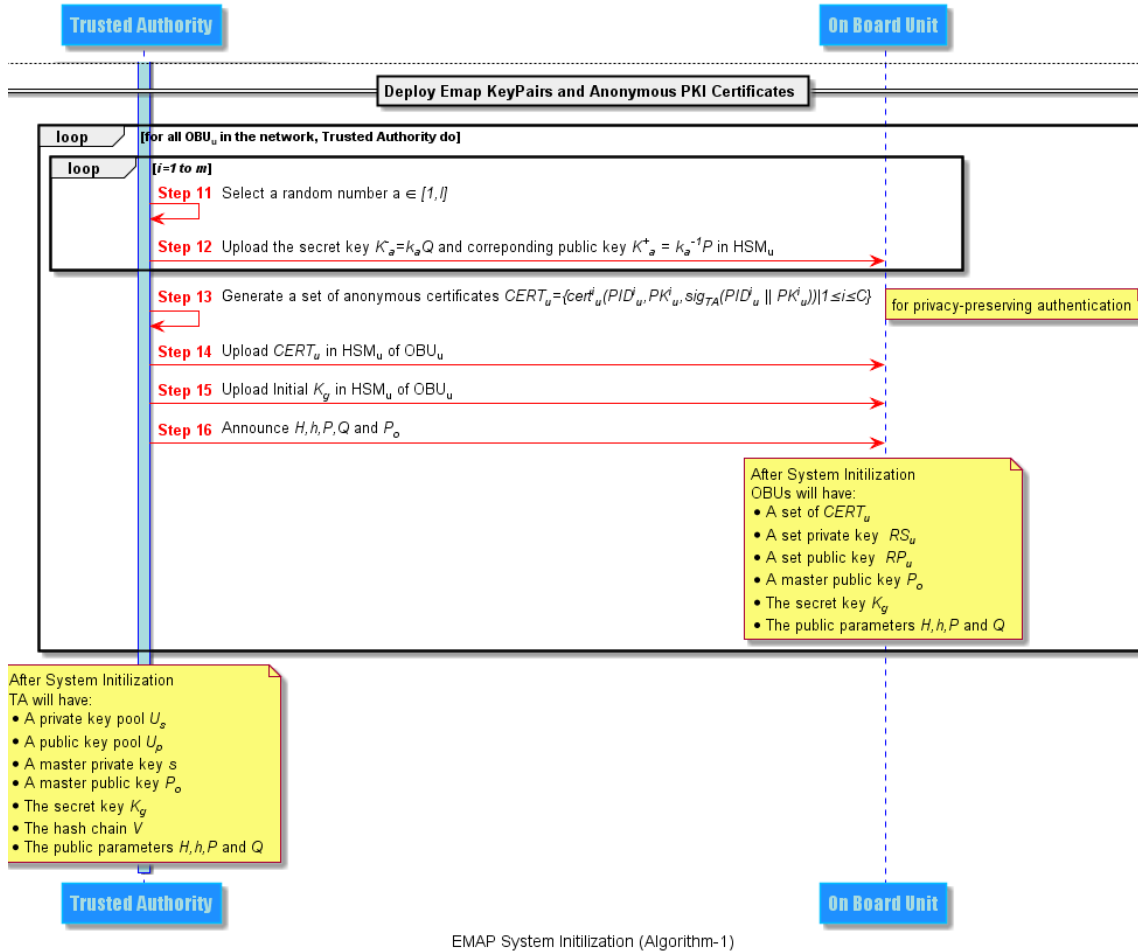 Trusted Authority
On Board Unit
Deploy Emap KeyPairs and Anonymous PKI Certificates
loop [for all OBUᵤ in the network, Trusted Authority do]
loop [i=1 to m]
Step 11 Select a random number a ∈ [1,l]
Step 12 Upload the secret key K⁻ₐ=kₐQ and correponding public key K⁺ₐ = kₐ⁻¹P in HSMᵤ
Step 13 Generate a set of anonymous certificates CERTᵤ={certⁱᵤ(PIDⁱᵤ,PKⁱᵤ,sig_TA(PIDⁱᵤ || PKⁱᵤ))|1≤i≤C}
for privacy-preserving authentication
Step 14 Upload CERTᵤ in HSMᵤ of OBUᵤ
Step 15 Upload Initial K_g in HSMᵤ of OBUᵤ
Step 16 Announce H,h,P,Q and Pₒ
After System Initilization
OBUs will have:
• A set of CERTᵤ
• A set private key RSᵤ
• A set public key RPᵤ
• A master public key Pₒ
• The secret key K_g
• The public parameters H,h,P and Q
After System Initilization
TA will have:
• A private key pool Uₛ
• A public key pool Uₚ
• A master private key s
• A master public key Pₒ
• The secret key K_g
• The hash chain V
• The public parameters H,h,P and Q
Trusted Authority
On Board Unit
EMAP System Initilization (Algorithm-1)